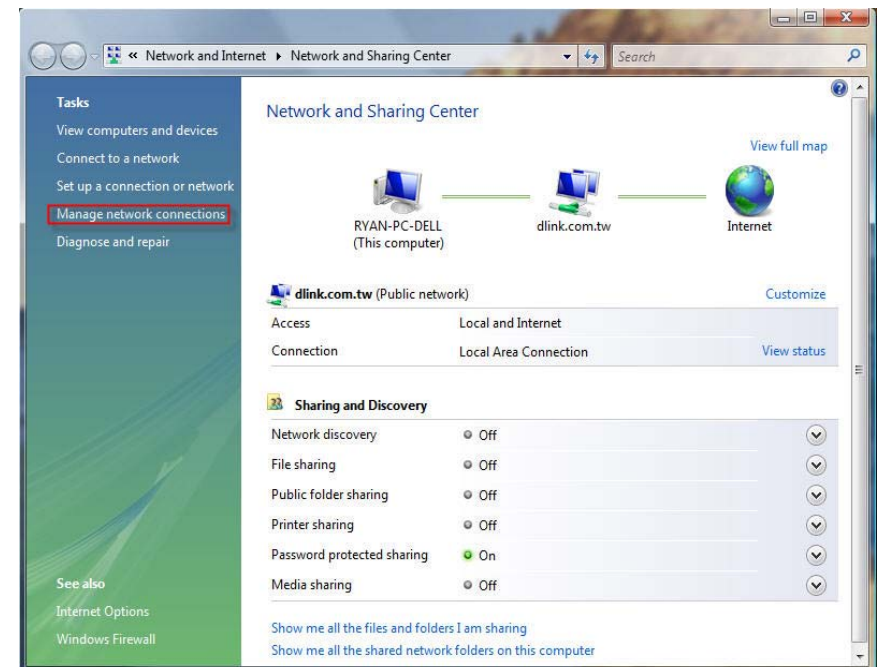 « Network and Internet ▸ Network and Sharing Center
Search
Tasks
View computers and devices
Connect to a network
Set up a connection or network
Manage network connections
Diagnose and repair
See also
Internet Options
Windows Firewall
Network and Sharing Center
View full map
RYAN-PC-DELL
(This computer)
dlink.com.tw
Internet
dlink.com.tw (Public network) Customize
Access Local and Internet
Connection Local Area Connection View status
Sharing and Discovery
Network discovery Off
File sharing Off
Public folder sharing Off
Printer sharing Off
Password protected sharing On
Media sharing Off
Show me all the files and folders I am sharing
Show me all the shared network folders on this computer